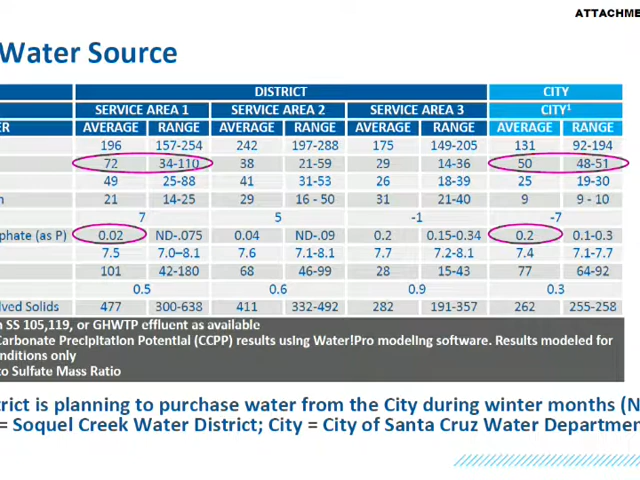 ATTACHME
Water Source
DISTRICT CITY
SERVICE AREA 1 SERVICE AREA 2 SERVICE AREA 3 CITY¹
ER AVERAGE RANGE AVERAGE RANGE AVERAGE RANGE AVERAGE RANGE
196 157-254 242 197-288 175 149-205 131 92-194
72 34-110 38 21-59 29 14-36 50 48-51
49 25-88 41 31-53 26 18-39 25 19-30
m 21 14-25 29 16 - 50 31 21-40 9 9 - 10
7 5 -1 -7
phate (as P) 0.02 ND-.075 0.04 ND-.09 0.2 0.15-0.34 0.2 0.1-0.3
7.5 7.0–8.1 7.6 7.1-8.1 7.7 7.2-8.1 7.4 7.1-7.7
101 42-180 68 46-99 28 15-43 77 64-92
0.5 0.6 0.9 0.3
lved Solids 477 300-638 411 332-492 282 191-357 262 255-258
n SS 105,119, or GHWTP effluent as available
Carbonate Precipitation Potential (CCPP) results using Water!Pro modeling software. Results modeled for
nditions only
to Sulfate Mass Ratio
trict is planning to purchase water from the City during winter months (N
= Soquel Creek Water District; City = City of Santa Cruz Water Departmen